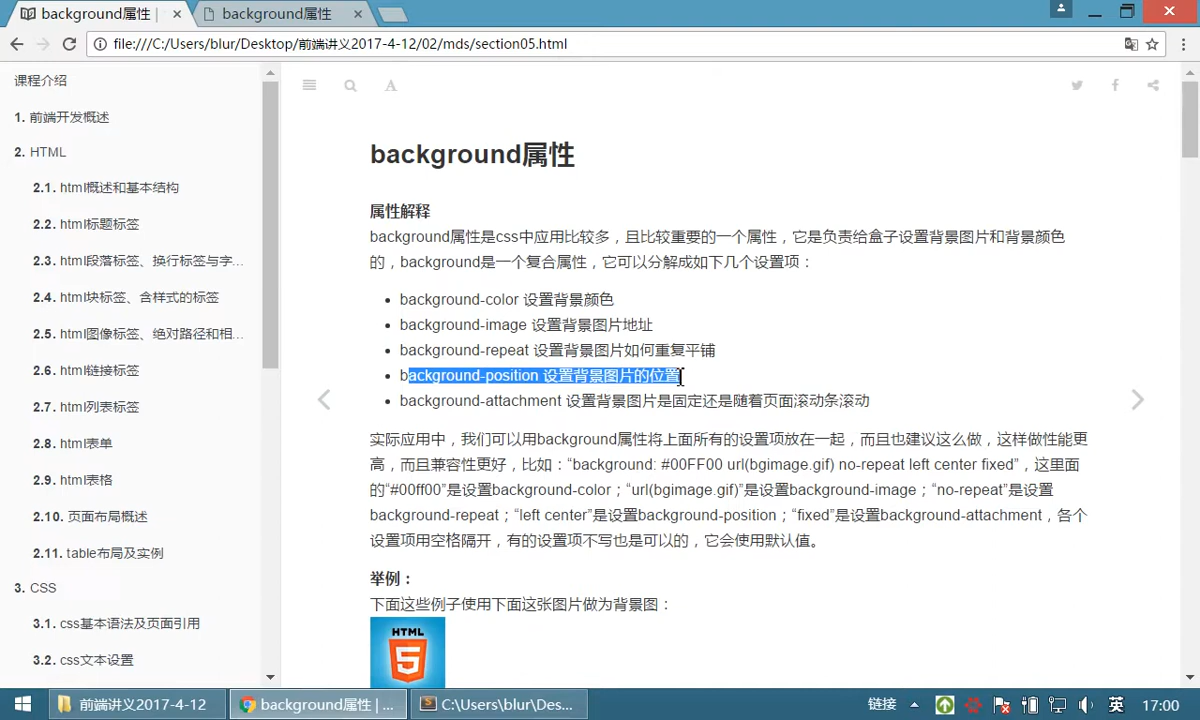 background属性 |
background属性
file:///C:/Users/blur/Desktop/前端讲义2017-4-12/02/mds/section05.html
课程介绍
1. 前端开发概述
2. HTML
2.1. html概述和基本结构
2.2. html标题标签
2.3. html段落标签、换行标签与字...
2.4. html块标签、含样式的标签
2.5. html图像标签、绝对路径和相...
2.6. html链接标签
2.7. html列表标签
2.8. html表单
2.9. html表格
2.10. 页面布局概述
2.11. table布局及实例
3. CSS
3.1. css基本语法及页面引用
3.2. css文本设置
A
background属性
属性解释
background属性是css中应用比较多，且比较重要的一个属性，它是负责给盒子设置背景图片和背景颜色
的，background是一个复合属性，它可以分解成如下几个设置项：
• background-color 设置背景颜色
• background-image 设置背景图片地址
• background-repeat 设置背景图片如何重复平铺
• background-position 设置背景图片的位置
• background-attachment 设置背景图片是固定还是随着页面滚动条滚动
实际应用中，我们可以用background属性将上面所有的设置项放在一起，而且也建议这么做，这样做性能更
高，而且兼容性更好，比如：“background: #00FF00 url(bgimage.gif) no-repeat left center fixed”，这里面
的“#00ff00”是设置background-color；“url(bgimage.gif)”是设置background-image；“no-repeat”是设置
background-repeat；“left center”是设置background-position；“fixed”是设置background-attachment，各个
设置项用空格隔开，有的设置项不写也是可以的，它会使用默认值。
举例：
下面这些例子使用下面这张图片做为背景图：
HTML
5
前端讲义2017-4-12
background属性 | ...
C:\Users\blur\Des...
链接
英
17:00